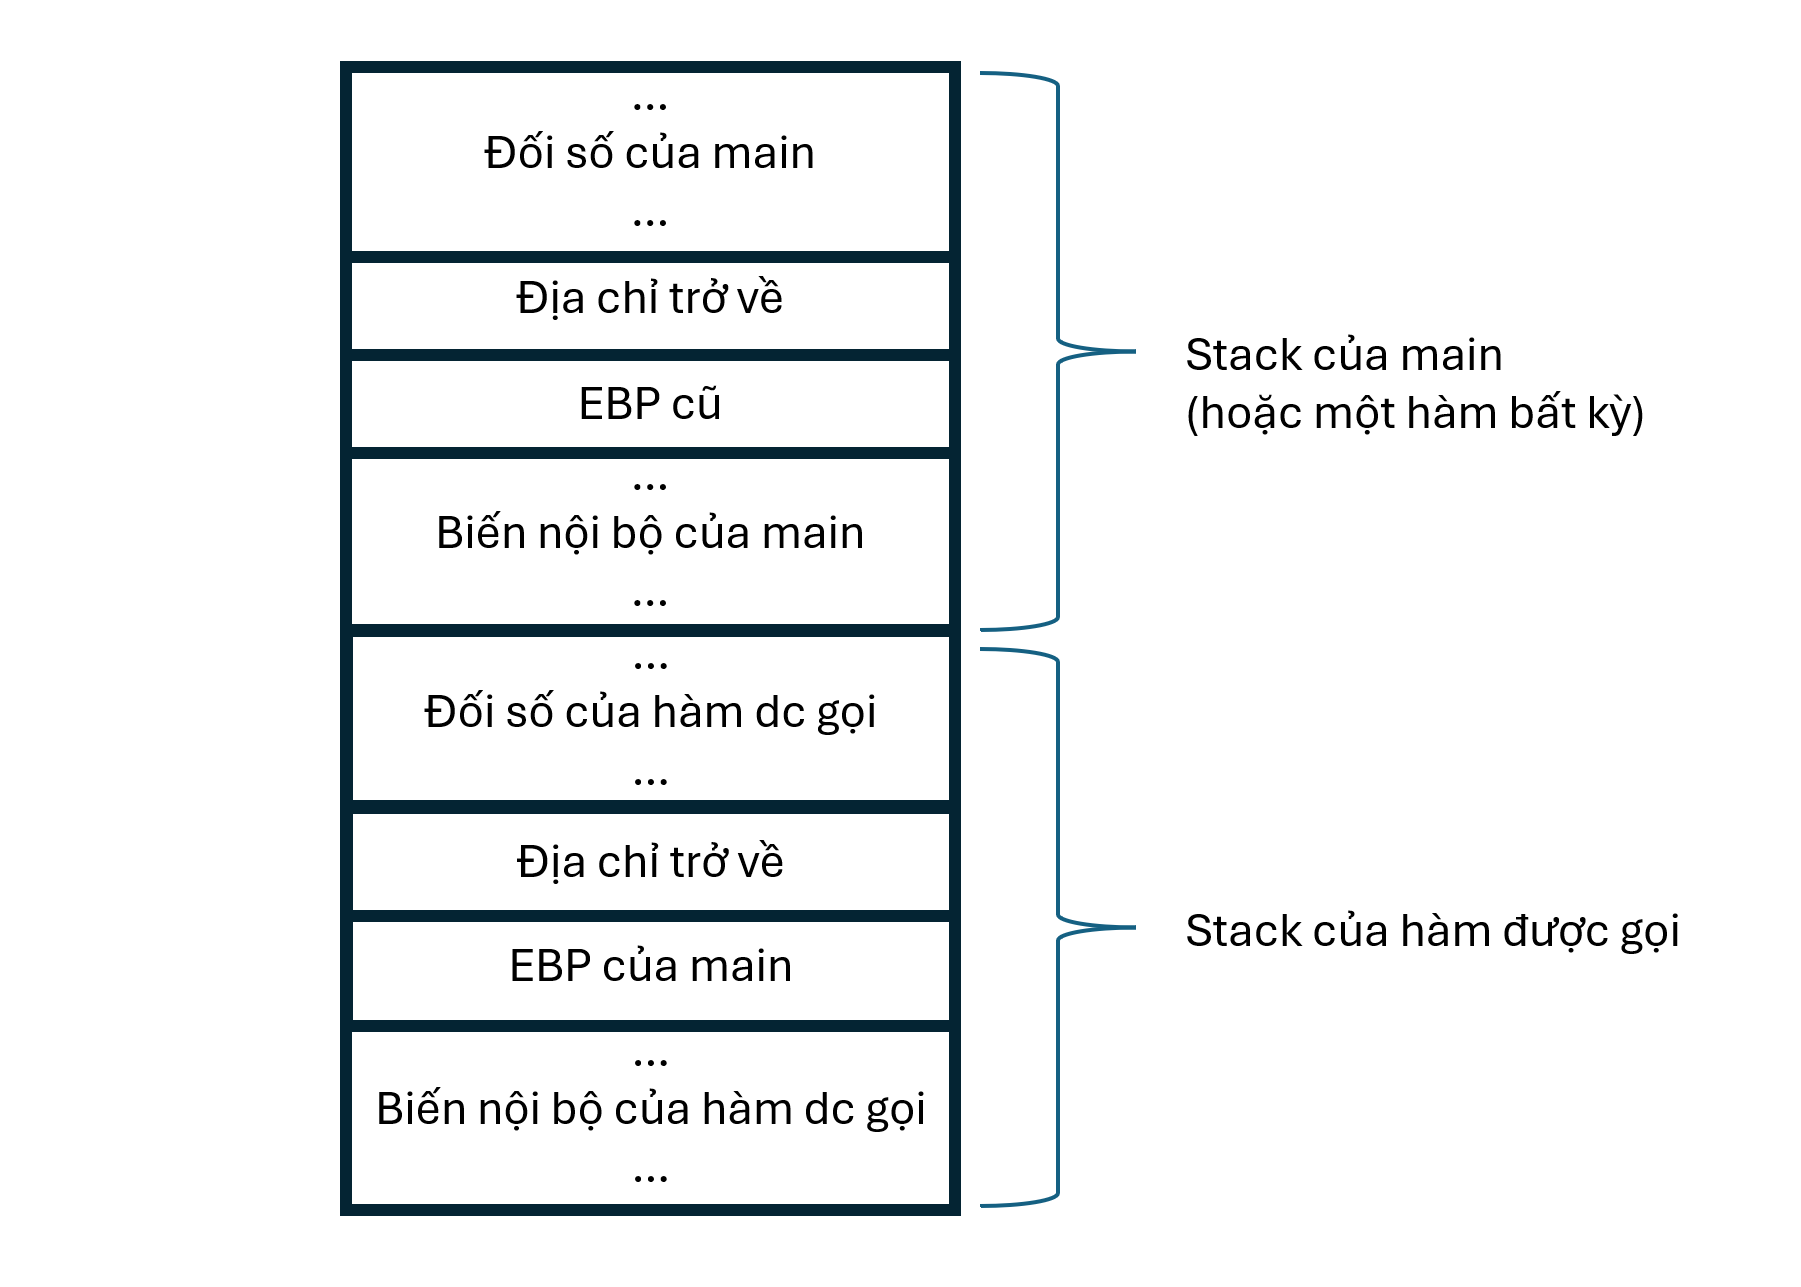 ...
Đối số của main
...
Địa chỉ trở về
EBP cũ
...
Biến nội bộ của main
...
Stack của main
(hoặc một hàm bất kỳ)
...
Đối số của hàm dc gọi
...
Địa chỉ trở về
EBP của main
...
Biến nội bộ của hàm dc gọi
...
Stack của hàm được gọi